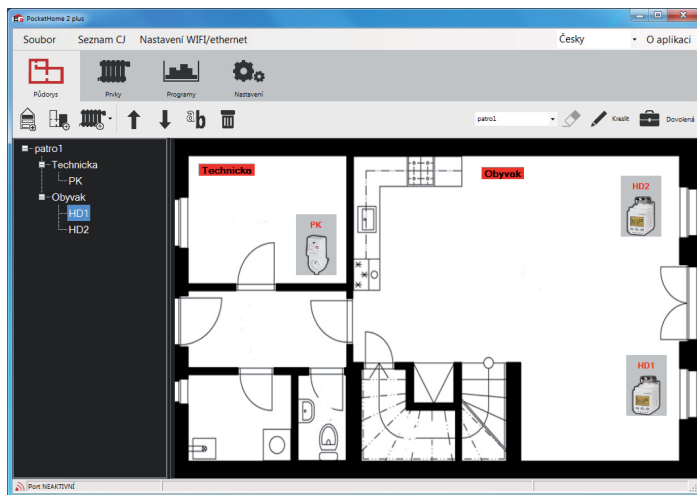 PocketHome 2 plus
Soubor Seznam CJ Nastavení WIFI/ethernet Česky O aplikaci
Půdorys Prvky Programy Nastavení
ab patro1 Kreslit Dovolená
patro1
Technicka
PK
Obyvak
HD1
HD2
Technicka
Obyvak
HD2
PK
HD1
Port NEAKTIVNÍ